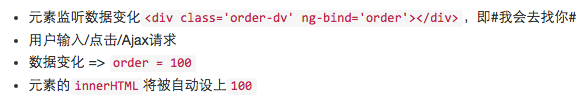 元素监听数据变化 <div class='order-dv' ng-bind='order'></div> ，即#我会去找你#
用户输入/点击/Ajax请求
数据变化 => order = 100
元素的 innerHTML 将被自动设上 100